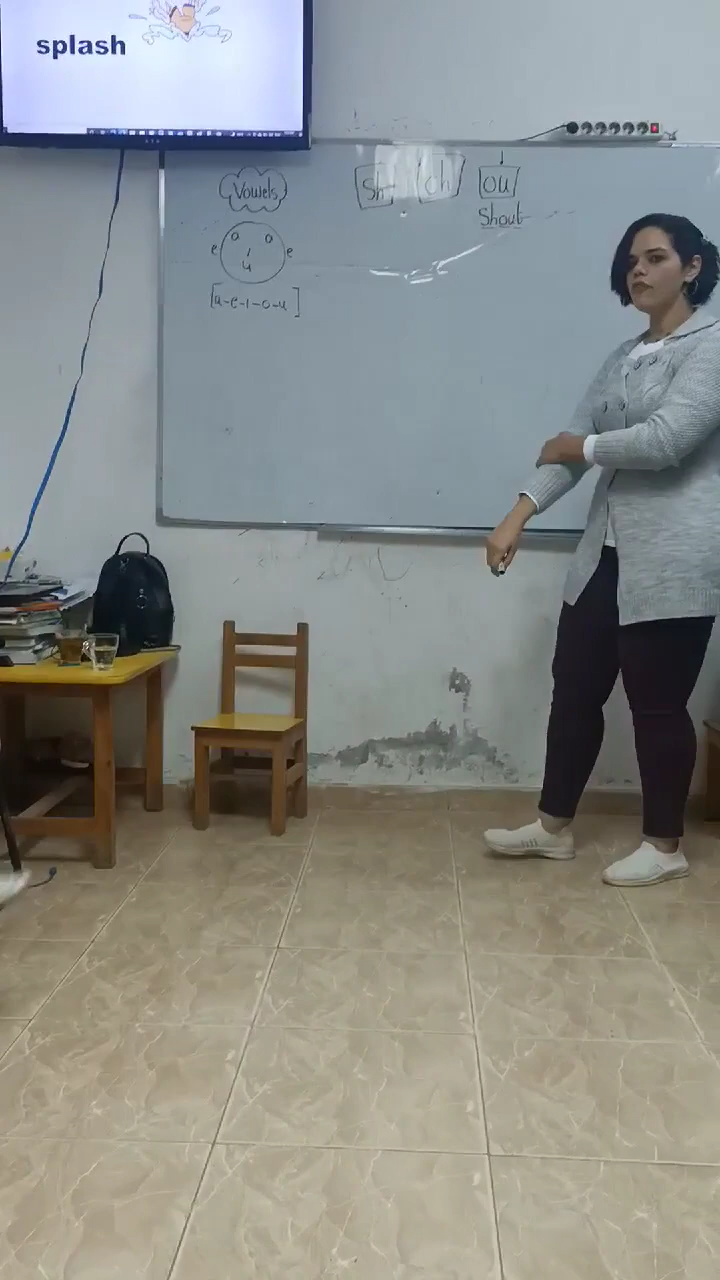 splash
Vowels
sh ch ou
shout
a a
e e
i
u
[a-e-i-o-u]